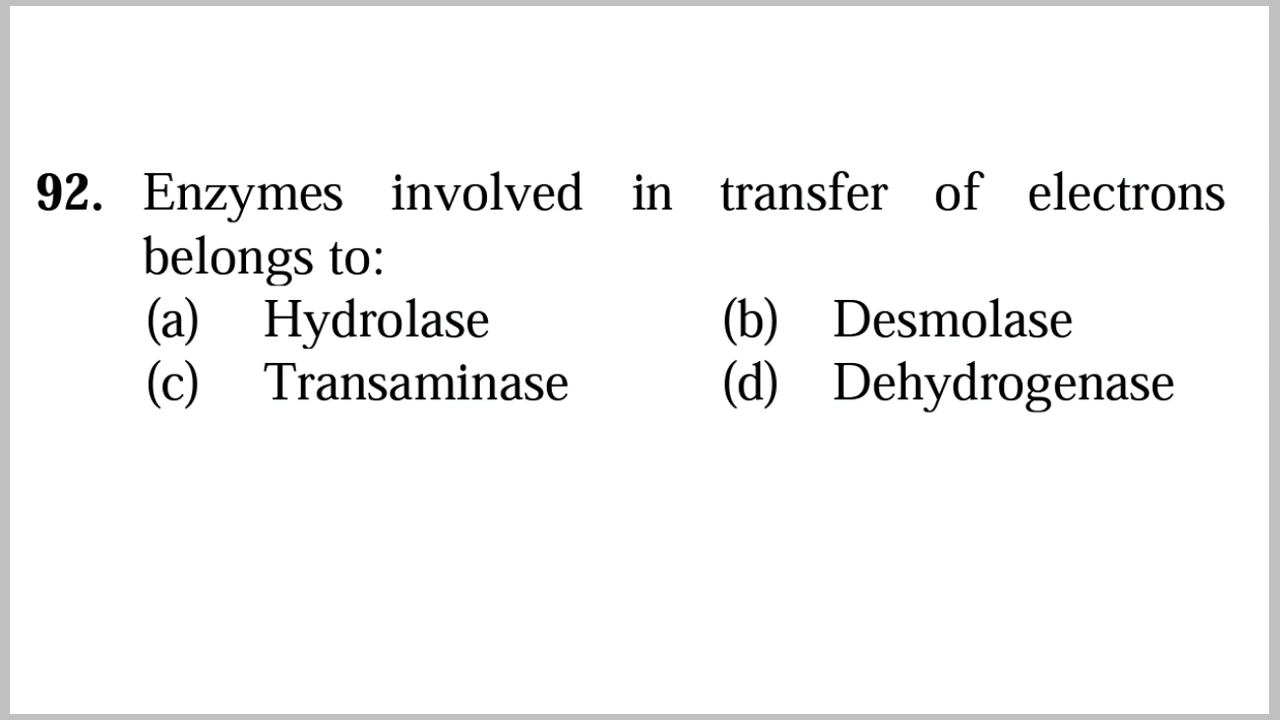 92. Enzymes involved in transfer of electrons
belongs to:
(a) Hydrolase (b) Desmolase
(c) Transaminase (d) Dehydrogenase